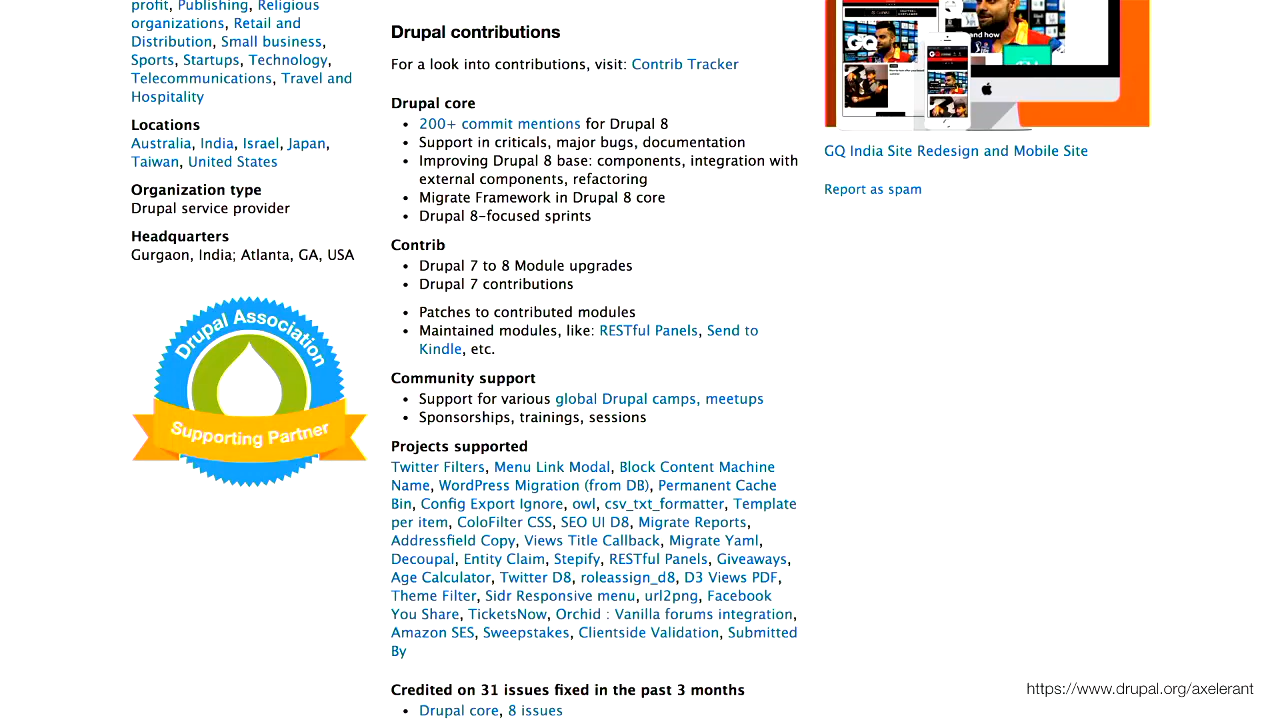 profit, Publishing, Religious
organizations, Retail and
Distribution, Small business,
Sports, Startups, Technology,
Telecommunications, Travel and
Hospitality
Locations
Australia, India, Israel, Japan,
Taiwan, United States
Organization type
Drupal service provider
Headquarters
Gurgaon, India; Atlanta, GA, USA
Drupal Association
Supporting Partner
Drupal contributions
For a look into contributions, visit: Contrib Tracker
Drupal core
• 200+ commit mentions for Drupal 8
• Support in criticals, major bugs, documentation
• Improving Drupal 8 base: components, integration with
external components, refactoring
• Migrate Framework in Drupal 8 core
• Drupal 8-focused sprints
Contrib
• Drupal 7 to 8 Module upgrades
• Drupal 7 contributions
• Patches to contributed modules
• Maintained modules, like: RESTful Panels, Send to
Kindle, etc.
Community support
• Support for various global Drupal camps, meetups
• Sponsorships, trainings, sessions
Projects supported
Twitter Filters, Menu Link Modal, Block Content Machine
Name, WordPress Migration (from DB), Permanent Cache
Bin, Config Export Ignore, owl, csv_txt_formatter, Template
per item, ColoFilter CSS, SEO UI D8, Migrate Reports,
Addressfield Copy, Views Title Callback, Migrate Yaml,
Decoupal, Entity Claim, Stepify, RESTful Panels, Giveaways,
Age Calculator, Twitter D8, roleassign_d8, D3 Views PDF,
Theme Filter, Sidr Responsive menu, url2png, Facebook
You Share, TicketsNow, Orchid : Vanilla forums integration,
Amazon SES, Sweepstakes, Clientside Validation, Submitted
By
Credited on 31 issues fixed in the past 3 months
• Drupal core, 8 issues
GQ
and how
GQ India Site Redesign and Mobile Site
Report as spam
https://www.drupal.org/axelerant